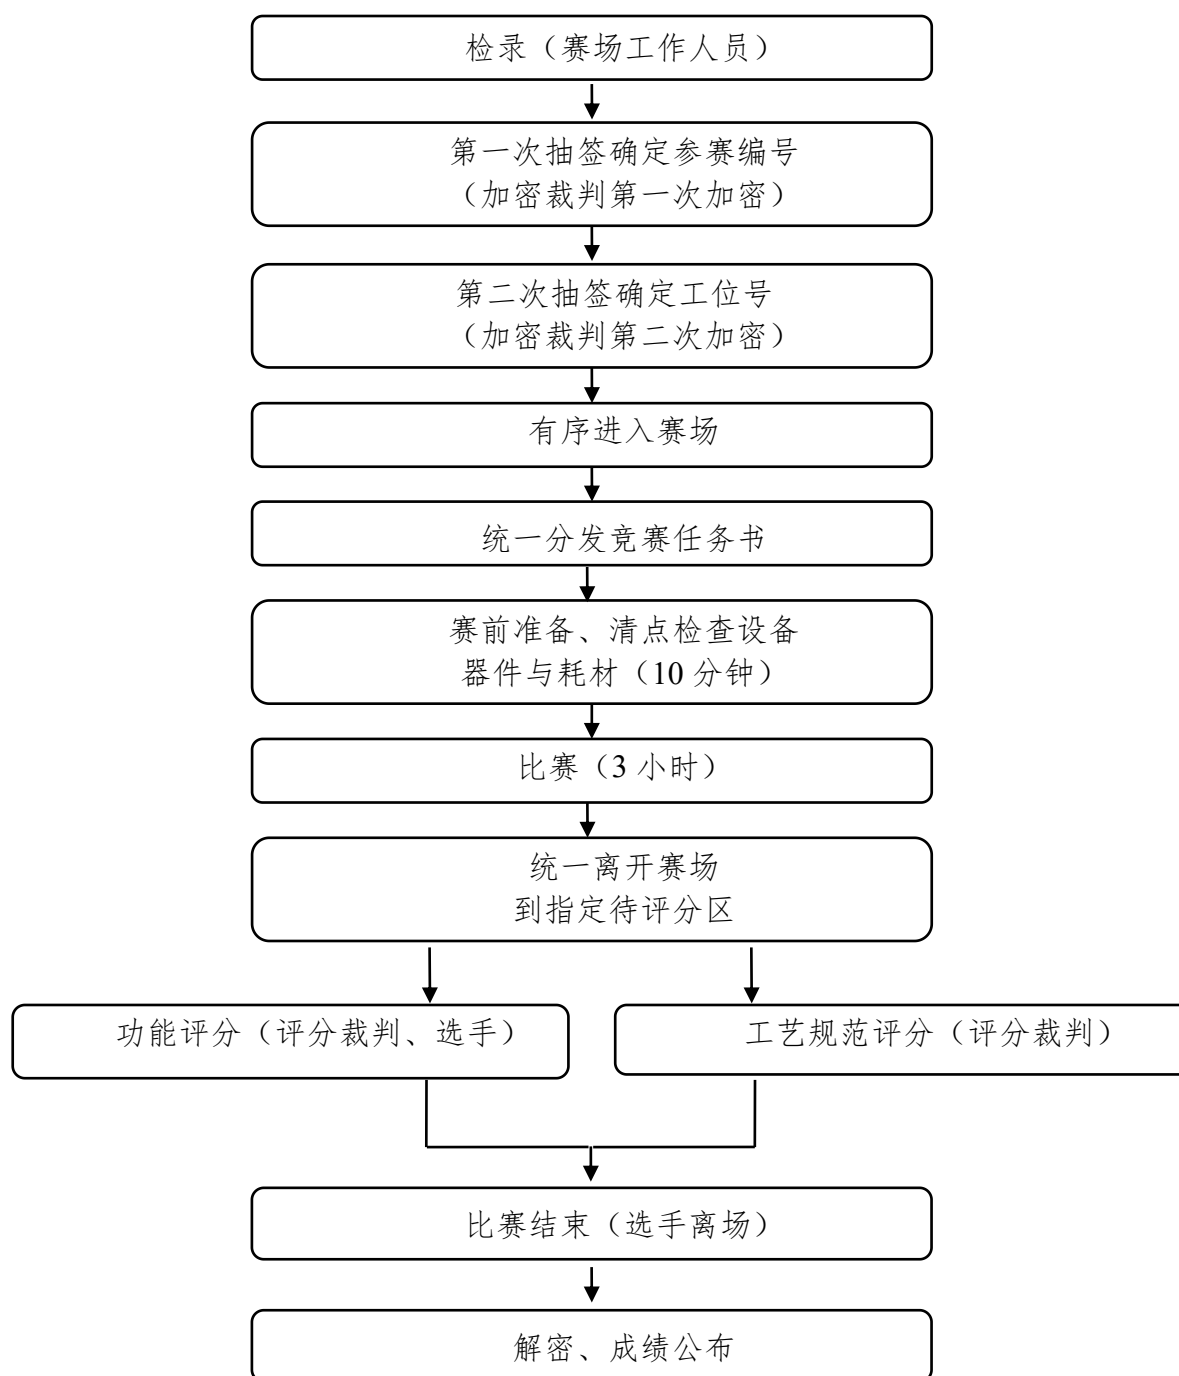 检录（赛场工作人员）
第一次抽签确定参赛编号
（加密裁判第一次加密）
第二次抽签确定工位号
（加密裁判第二次加密）
有序进入赛场
统一分发竞赛任务书
赛前准备、清点检查设备
器件与耗材（10 分钟）
比赛（3 小时）
统一离开赛场
到指定待评分区
功能评分（评分裁判、选手）
工艺规范评分（评分裁判）
比赛结束（选手离场）
解密、成绩公布